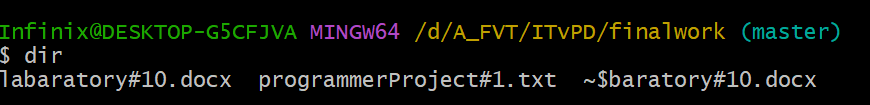 Infinix@DESKTOP-G5CFJVA MINGW64 /d/A_FVT/ITvPD/finalwork (master)
$ dir
labaratory#10.docx  programmerProject#1.txt  ~$baratory#10.docx